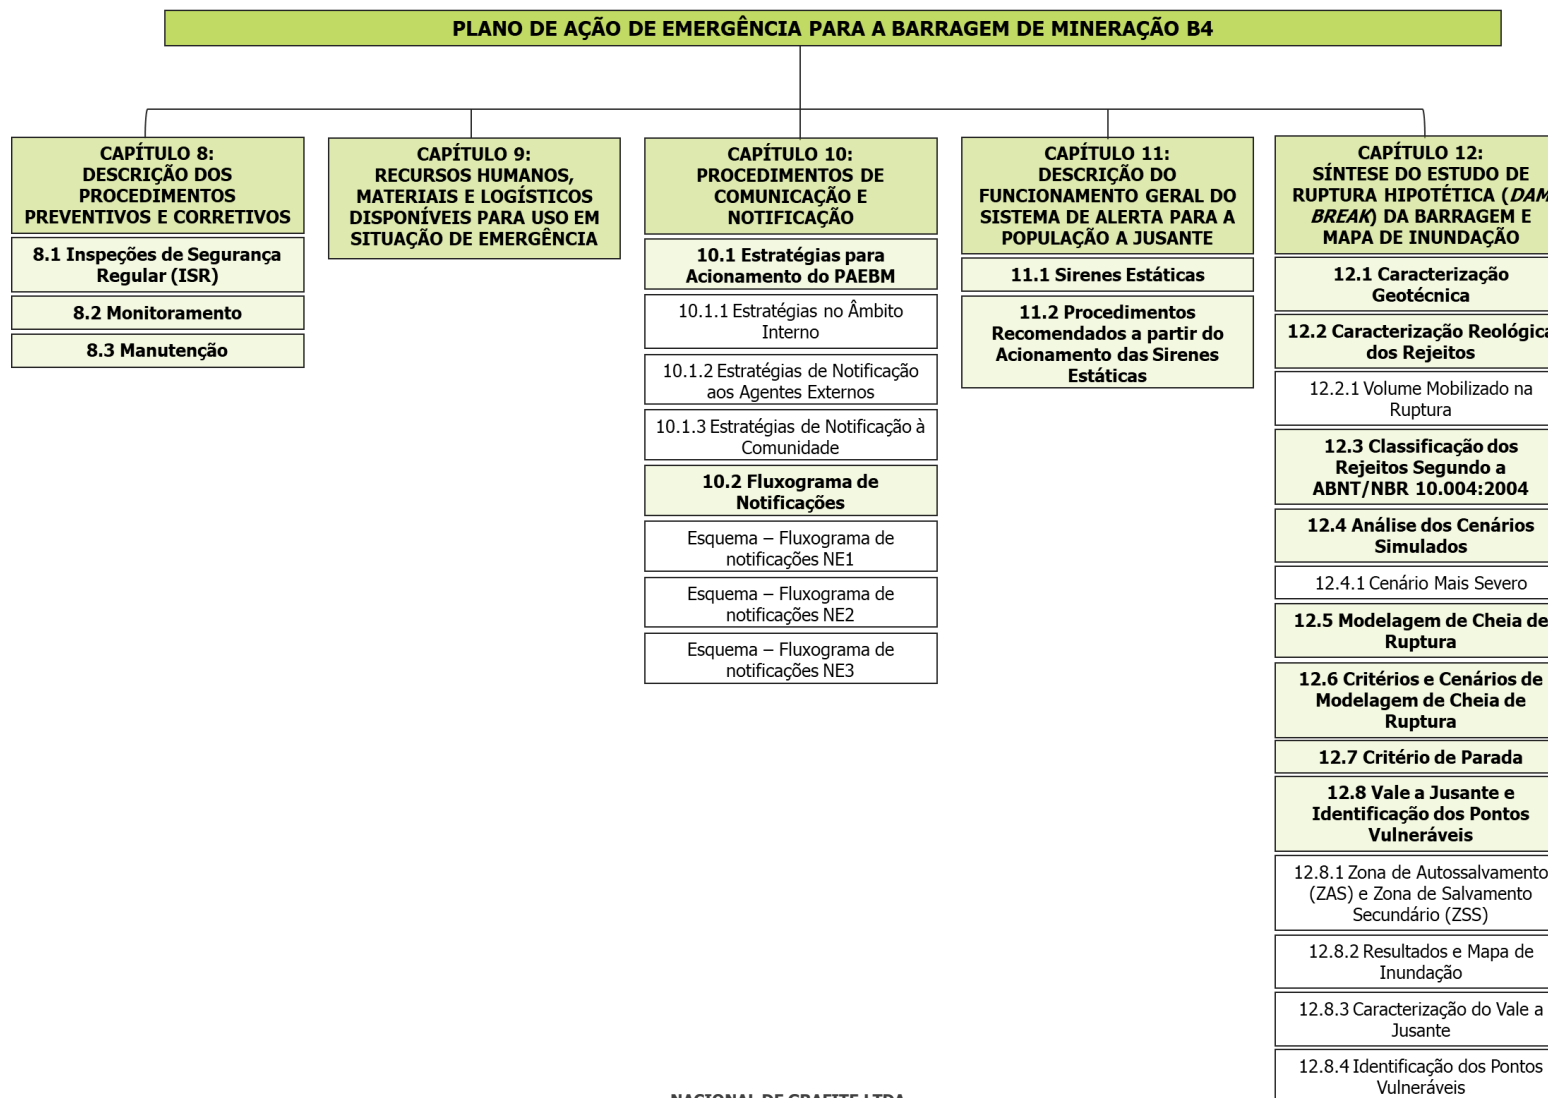 PLANO DE AÇÃO DE EMERGÊNCIA PARA A BARRAGEM DE MINERAÇÃO B4
CAPÍTULO 8:
DESCRIÇÃO DOS
PROCEDIMENTOS
PREVENTIVOS E CORRETIVOS
8.1 Inspeções de Segurança
Regular (ISR)
8.2 Monitoramento
8.3 Manutenção
CAPÍTULO 9:
RECURSOS HUMANOS,
MATERIAIS E LOGÍSTICOS
DISPONÍVEIS PARA USO EM
SITUAÇÃO DE EMERGÊNCIA
CAPÍTULO 10:
PROCEDIMENTOS DE
COMUNICAÇÃO E
NOTIFICAÇÃO
10.1 Estratégias para
Acionamento do PAEBM
10.1.1 Estratégias no Âmbito
Interno
10.1.2 Estratégias de Notificação
aos Agentes Externos
10.1.3 Estratégias de Notificação à
Comunidade
10.2 Fluxograma de
Notificações
Esquema – Fluxograma de
notificações NE1
Esquema – Fluxograma de
notificações NE2
Esquema – Fluxograma de
notificações NE3
CAPÍTULO 11:
DESCRIÇÃO DO
FUNCIONAMENTO GERAL DO
SISTEMA DE ALERTA PARA A
POPULAÇÃO A JUSANTE
11.1 Sirenes Estáticas
11.2 Procedimentos
Recomendados a partir do
Acionamento das Sirenes
Estáticas
CAPÍTULO 12:
SÍNTESE DO ESTUDO DE
RUPTURA HIPOTÉTICA (DAM
BREAK) DA BARRAGEM E
MAPA DE INUNDAÇÃO
12.1 Caracterização
Geotécnica
12.2 Caracterização Reológica
dos Rejeitos
12.2.1 Volume Mobilizado na
Ruptura
12.3 Classificação dos
Rejeitos Segundo a
ABNT/NBR 10.004:2004
12.4 Análise dos Cenários
Simulados
12.4.1 Cenário Mais Severo
12.5 Modelagem de Cheia de
Ruptura
12.6 Critérios e Cenários de
Modelagem de Cheia de
Ruptura
12.7 Critério de Parada
12.8 Vale a Jusante e
Identificação dos Pontos
Vulneráveis
12.8.1 Zona de Autossalvamento
(ZAS) e Zona de Salvamento
Secundário (ZSS)
12.8.2 Resultados e Mapa de
Inundação
12.8.3 Caracterização do Vale a
Jusante
12.8.4 Identificação dos Pontos
Vulneráveis
NACIONAL DE GRAFITE LTDA